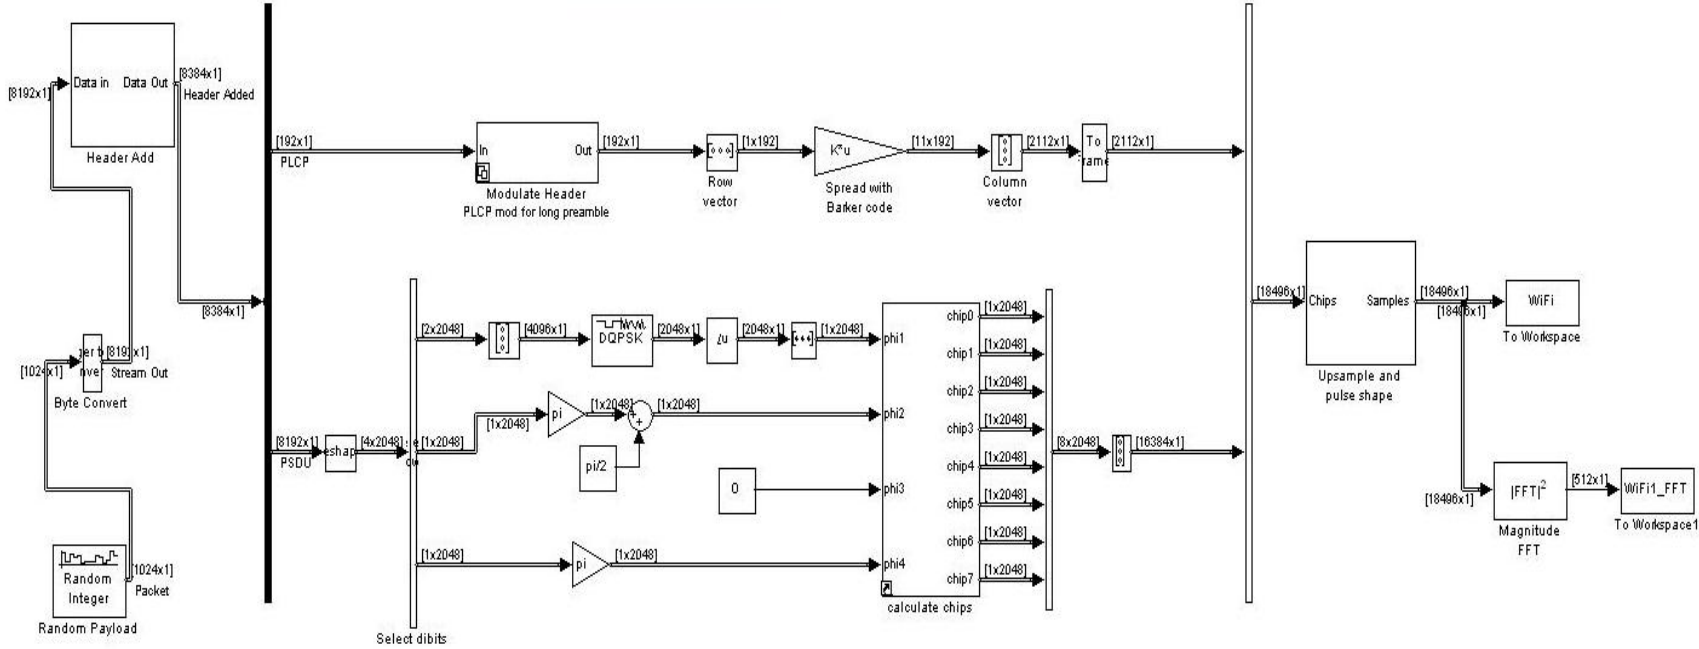 Data in
Data Out
[8192x1]
[8384x1]
Header Added
Header Add
[8384x1]
[8192x1]
[1024x1]
Stream Out
Byte Convert
[1024x1]
Packet
Random
Integer
Random Payload
[192x1]
PLCP
In
Out
Modulate Header
PLCP mod for long preamble
[192x1]
[•••]
Row
vector
[1x192]
K*u
Spread with
Barker code
[11x192]
Column
vector
[2112x1]
To
rame
[2112x1]
[8192x1]
PSDU
eshap
[4x2048]
Select dibits
[2x2048]
[4096x1]
DQPSK
[2048x1]
∠u
[2048x1]
[1x2048]
[1x2048]
[1x2048]
pi
[1x2048]
+
+
[1x2048]
pi/2
0
[1x2048]
pi
[1x2048]
phi1
phi2
phi3
phi4
chip0
chip1
chip2
chip3
chip4
chip5
chip6
chip7
calculate chips
[1x2048]
[1x2048]
[1x2048]
[1x2048]
[1x2048]
[1x2048]
[1x2048]
[1x2048]
[8x2048]
[16384x1]
[18496x1]
Chips
Samples
Upsample and
pulse shape
[18496x1]
[18496x1]
WiFi
To Workspace
[18496x1]
|FFT|2
Magnitude
FFT
[512x1]
WiFi1_FFT
To Workspace1